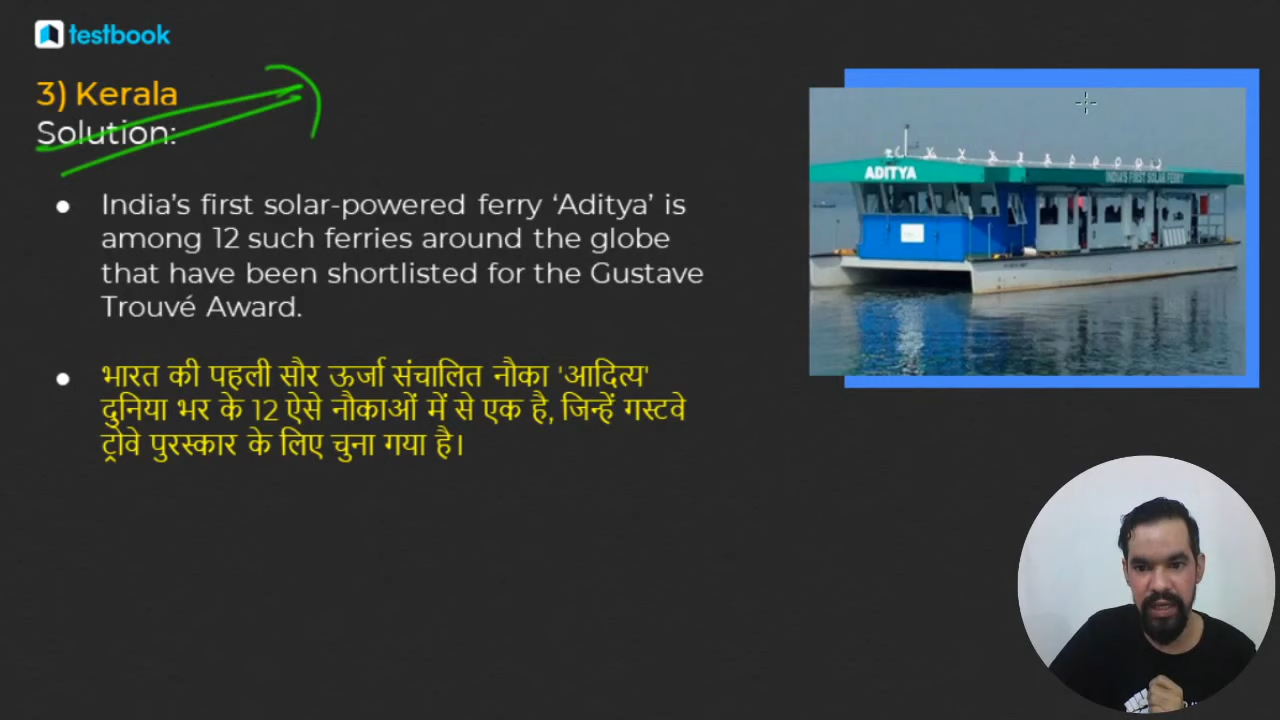 testbook
3) Kerala
Solution:
India's first solar-powered ferry ‘Aditya’ is
among 12 such ferries around the globe
that have been shortlisted for the Gustave
Trouvé Award.
भारत की पहली सौर ऊर्जा संचालित नौका 'आदित्य'
दुनिया भर के 12 ऐसे नौकाओं में से एक है, जिन्हें गस्टवे
ट्रोवे पुरस्कार के लिए चुना गया है।
ADITYA
INDIA'S FIRST SOLAR FERRY